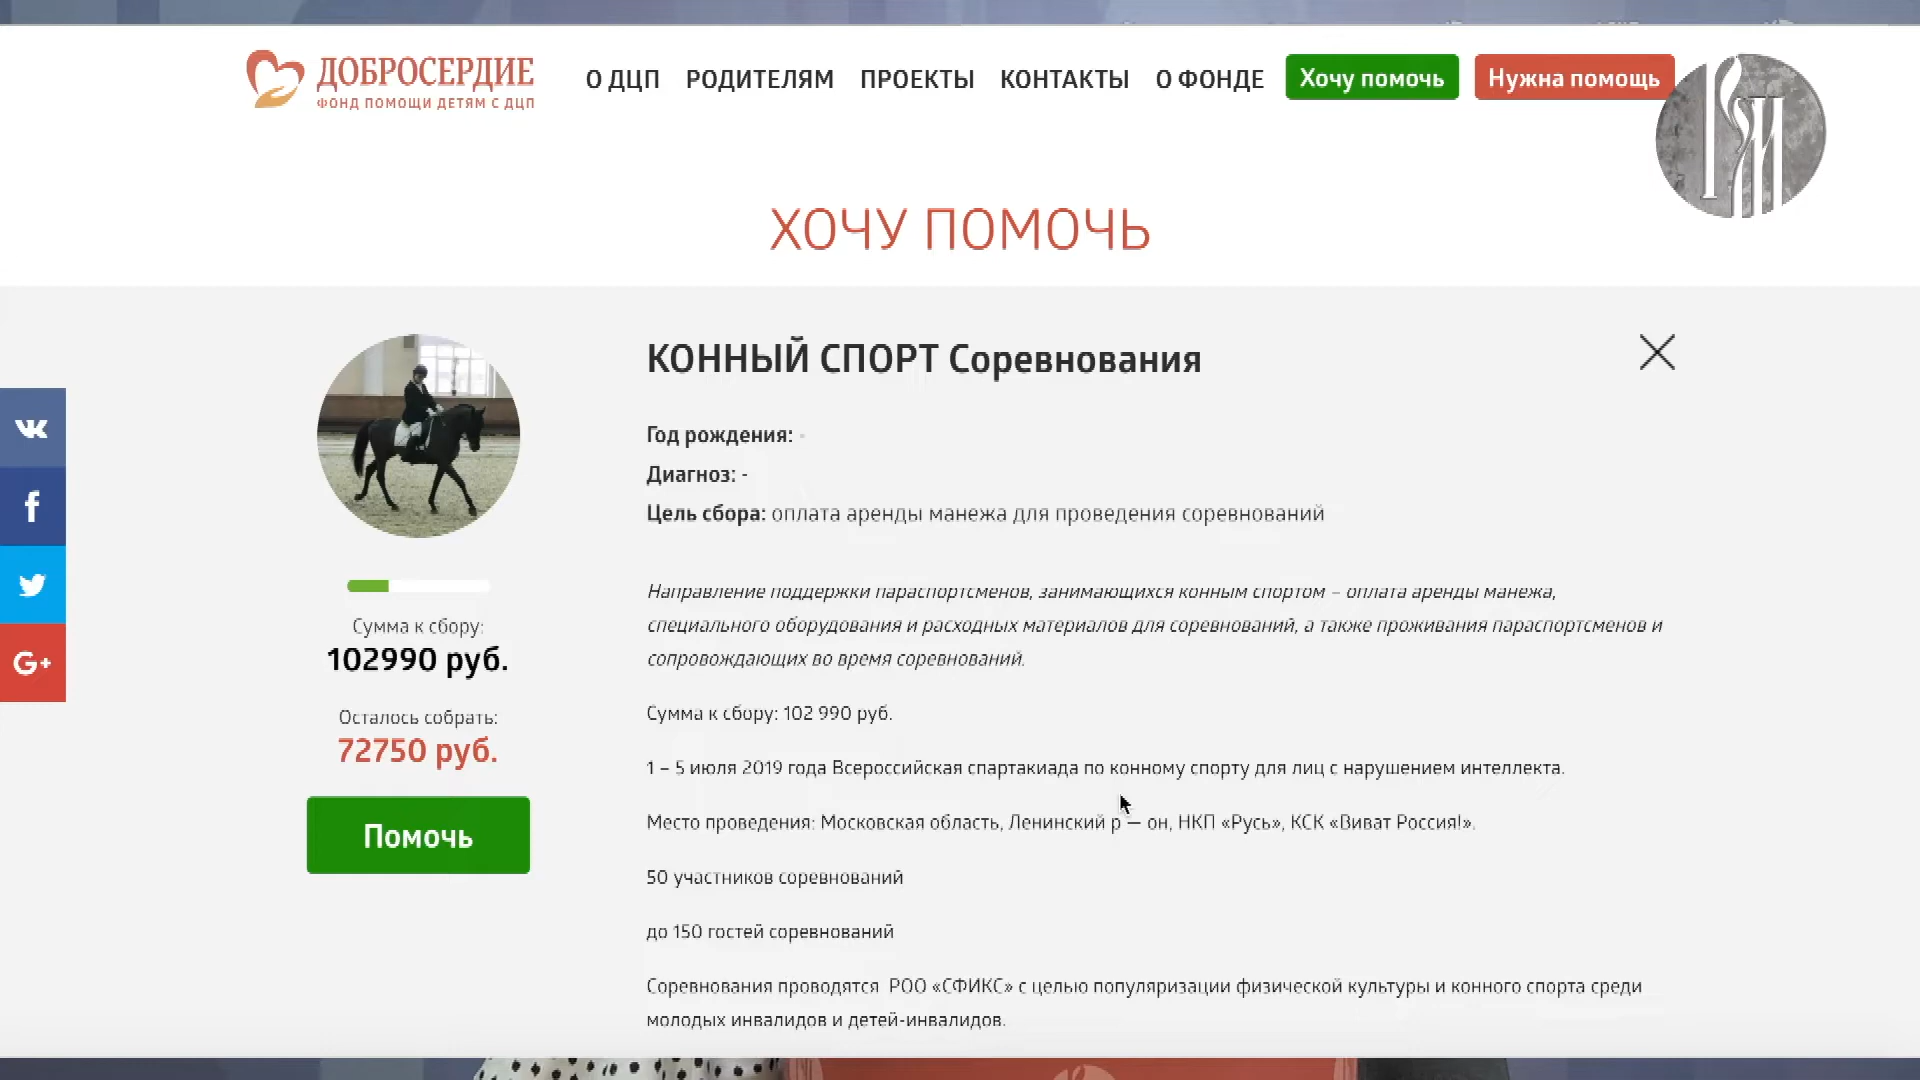 ДОБРОСЕРДИЕ
ФОНД ПОМОЩИ ДЕТЯМ С ДЦП
О ДЦП РОДИТЕЛЯМ ПРОЕКТЫ КОНТАКТЫ О ФОНДЕ Хочу помочь Нужна помощь
ХОЧУ ПОМОЧЬ
КОННЫЙ СПОРТ Соревнования
Год рождения: -
Диагноз: -
Цель сбора: оплата аренды манежа для проведения соревнований
Направление поддержки параспортсменов, занимающихся конным спортом – оплата аренды манежа,
специального оборудования и расходных материалов для соревнований, а также проживания параспортсменов и
сопровождающих во время соревнований.
Сумма к сбору: 102 990 руб.
1 – 5 июля 2019 года Всероссийская спартакиада по конному спорту для лиц с нарушением интеллекта.
Место проведения: Московская область, Ленинский р — он, НКП «Русь», КСК «Виват Россия!».
50 участников соревнований
до 150 гостей соревнований
Соревнования проводятся РОО «СФИКС» с целью популяризации физической культуры и конного спорта среди
молодых инвалидов и детей-инвалидов.
Сумма к сбору:
102990 руб.
Осталось собрать:
72750 руб.
Помочь
G+